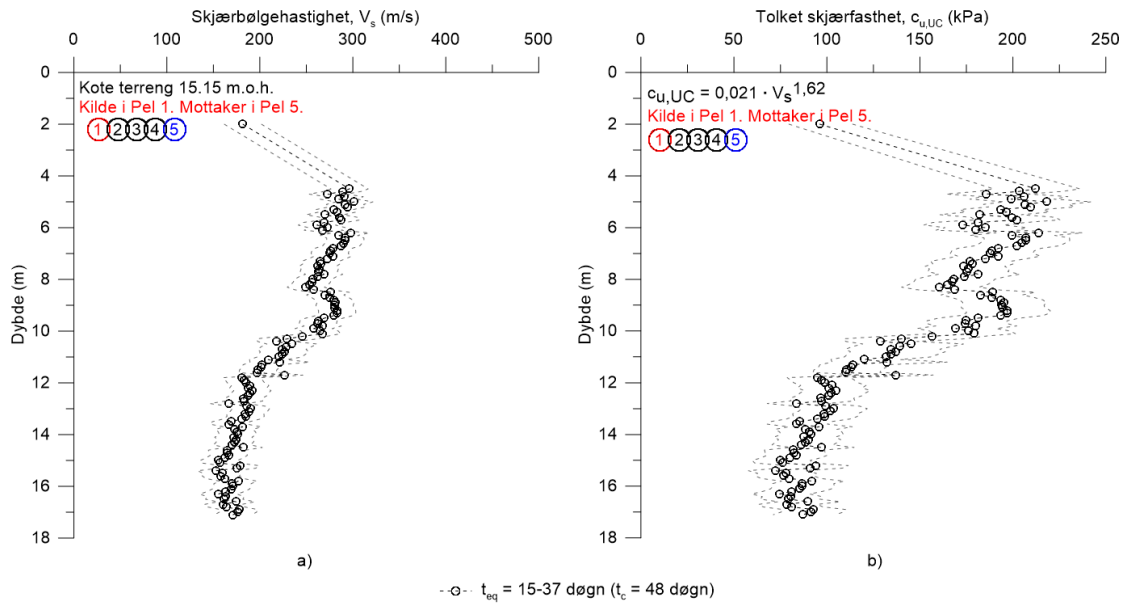 Skjærbølgehastighet, Vs (m/s)
0 100 200 300 400 500
0
2
4
6
8
10
12
14
16
18
Dybde (m)
Kote terreng 15.15 m.o.h.
Kilde i Pel 1. Mottaker i Pel 5.
1 2 3 4 5
a)
Tolket skjærfasthet, cu,UC (kPa)
0 50 100 150 200 250
0
2
4
6
8
10
12
14
16
18
Dybde (m)
cu,UC = 0,021 · Vs1,62
Kilde i Pel 1. Mottaker i Pel 5.
1 2 3 4 5
b)
teq = 15-37 døgn (tc = 48 døgn)